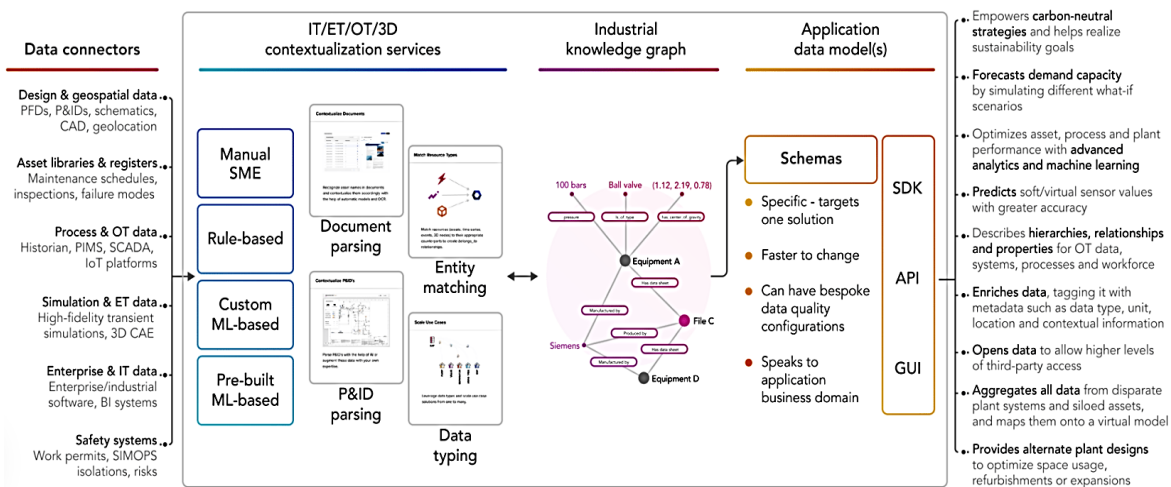 Data connectors
Design & geospatial data
PFDs, P&IDs, schematics,
CAD, geolocation
Asset libraries & registers
Maintenance schedules,
inspections, failure modes
Process & OT data
Historian, PIMS, SCADA,
IoT platforms
Simulation & ET data
High-fidelity transient
simulations, 3D CAE
Enterprise & IT data
Enterprise/industrial
software, BI systems
Safety systems
Work permits, SIMOPS
isolations, risks
IT/ET/OT/3D
contextualization services
Manual
SME
Rule-based
Custom
ML-based
Pre-built
ML-based
Contextualize Documents
Document
parsing
Contextualize P&ID's
P&ID
parsing
Match Resource Types
Entity
matching
Scale Use Cases
Data
typing
Industrial
knowledge graph
100 bars
Ball valve
(1.12, 2.19, 0.78)
pressure
is of type
has center of gravity
Equipment A
Has data sheet
Manufactured by
File C
Produced by
Siemens
Has data sheet
Manufactured by
Equipment D
Application
data model(s)
Schemas
Specific - targets
one solution
Faster to change
Can have bespoke
data quality
configurations
Speaks to
application
business domain
SDK
API
GUI
Empowers carbon-neutral
strategies and helps realize
sustainability goals
Forecasts demand capacity
by simulating different what-if
scenarios
Optimizes asset, process and plant
performance with advanced
analytics and machine learning
Predicts soft/virtual sensor values
with greater accuracy
Describes hierarchies, relationships
and properties for OT data,
systems, processes and workforce
Enriches data, tagging it with
metadata such as data type, unit,
location and contextual information
Opens data to allow higher levels
of third-party access
Aggregates all data from disparate
plant systems and siloed assets,
and maps them onto a virtual model
Provides alternate plant designs
to optimize space usage,
refurbishments or expansions